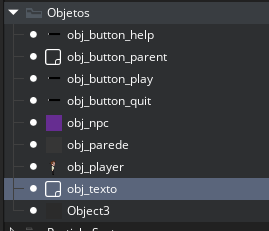 Objetos
obj_button_help
obj_button_parent
obj_button_play
obj_button_quit
obj_npc
obj_parede
obj_player
obj_texto
Object3